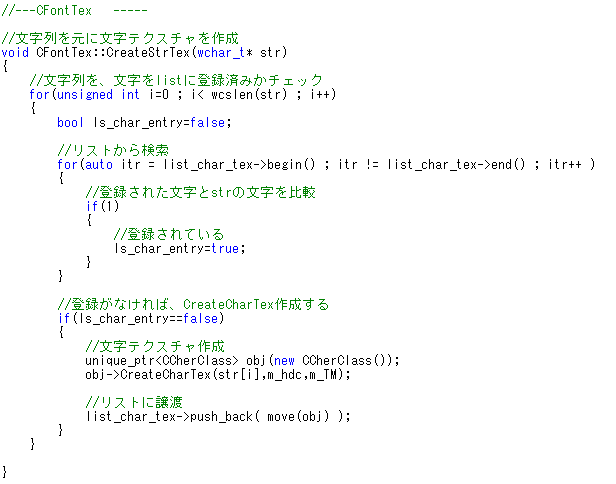 //---CFontTex   -----
//文字列を元に文字テクスチャを作成
void CFontTex::CreateStrTex(wchar_t* str)
{
//文字列を、文字をlistに登録済みかチェック
for(unsigned int i=0 ; i< wcslen(str) ; i++)
{
bool ls_char_entry=false;
//リストから検索
for(auto itr = list_char_tex->begin() ; itr != list_char_tex->end() ; itr++ )
{
//登録された文字とstrの文字を比較
if(1)
{
//登録されている
ls_char_entry=true;
}
}
//登録がなければ、CreateCharTex作成する
if(ls_char_entry==false)
{
//文字テクスチャ作成
unique_ptr<CCherClass> obj(new CCherClass());
obj->CreateCharTex(str[i],m_hdc,m_TM);
//リストに譲渡
list_char_tex->push_back( move(obj) );
}
}
}